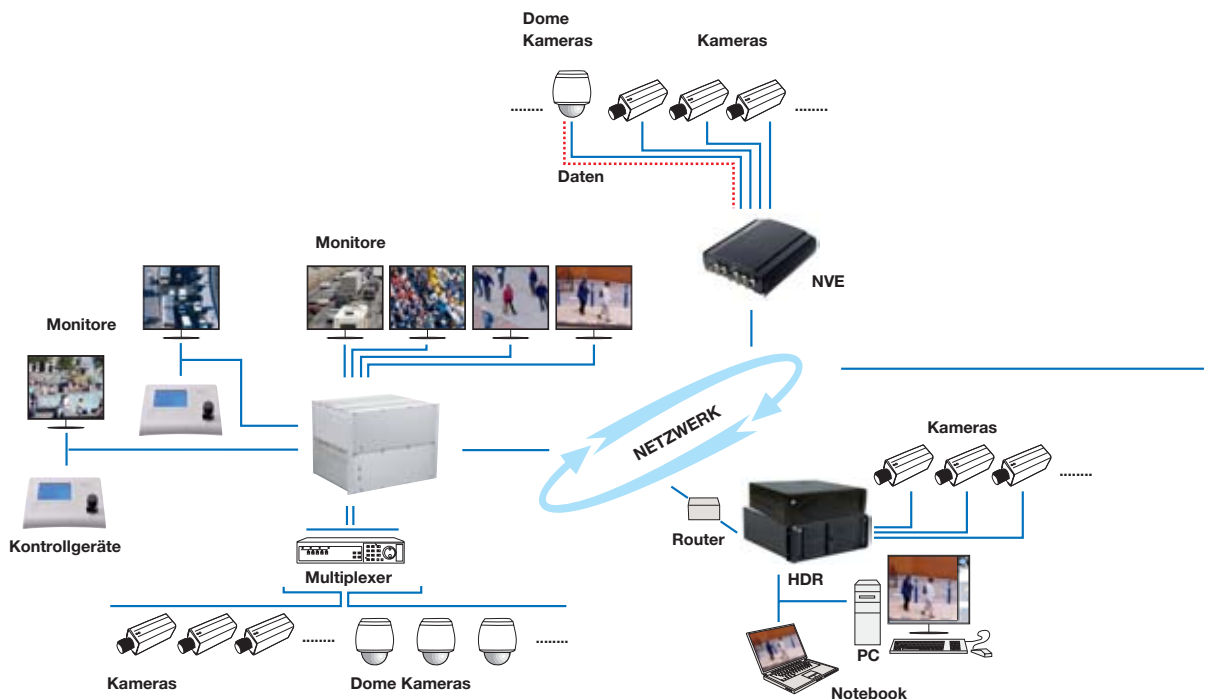 Dome
Kameras
Kameras
........
........
Daten
NVE
Monitore
Monitore
NETZWERK
Kameras
........
Kontrollgeräte
Router
HDR
Multiplexer
........
........
PC
Kameras
Dome Kameras
Notebook